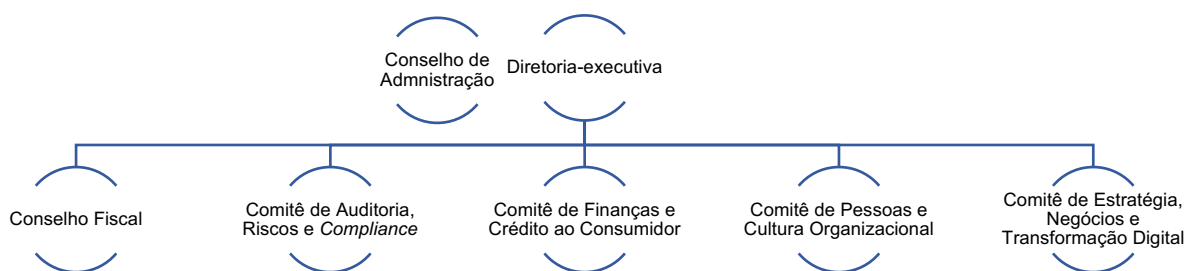 Conselho de
Admnistração
Diretoria-executiva
Conselho Fiscal
Comitê de Auditoria,
Riscos e Compliance
Comitê de Finanças e
Crédito ao Consumidor
Comitê de Pessoas e
Cultura Organizacional
Comitê de Estratégia,
Negócios e
Transformação Digital